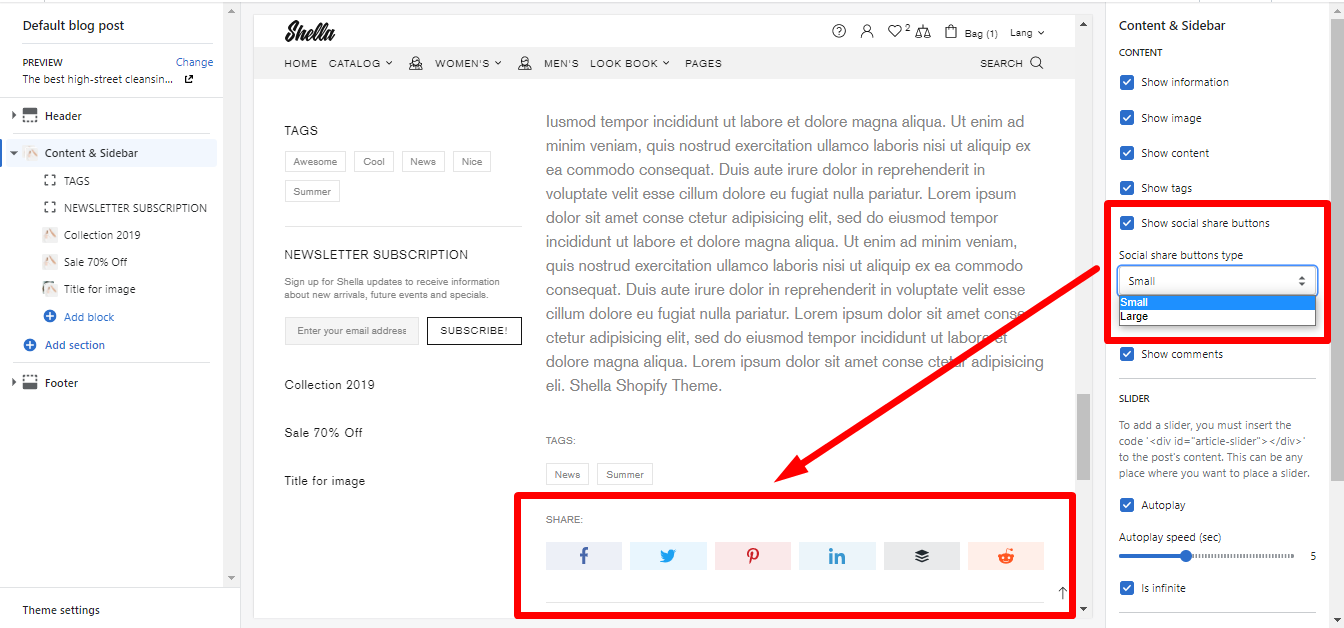 Default blog post
PREVIEW
Change
The best high-street cleansin...
Header
Content & Sidebar
TAGS
NEWSLETTER SUBSCRIPTION
Collection 2019
Sale 70% Off
Title for image
Add block
Add section
Footer
Theme settings
Shella
2
Bag (1)
Lang
HOME
CATALOG
WOMEN'S
MEN'S
LOOK BOOK
PAGES
SEARCH
TAGS
Awesome
Cool
News
Nice
Summer
NEWSLETTER SUBSCRIPTION
Sign up for Shella updates to receive information
about new arrivals, future events and specials.
Enter your email address
SUBSCRIBE!
Collection 2019
Sale 70% Off
Title for image
Iusmod tempor incididunt ut labore et dolore magna aliqua. Ut enim ad
minim veniam, quis nostrud exercitation ullamco laboris nisi ut aliquip ex
ea commodo consequat. Duis aute irure dolor in reprehenderit in
voluptate velit esse cillum dolore eu fugiat nulla pariatur. Lorem ipsum
dolor sit amet conse ctetur adipisicing elit, sed do eiusmod tempor
incididunt ut labore et dolore magna aliqua. Ut enim ad minim veniam,
quis nostrud exercitation ullamco laboris nisi ut aliquip ex ea commodo
consequat. Duis aute irure dolor in reprehenderit in voluptate velit esse
cillum dolore eu fugiat nulla pariatur. Lorem ipsum dolor sit amet conse
ctetur adipisicing elit, sed do eiusmod tempor incididunt ut labore et
dolore magna aliqua. Lorem ipsum dolor sit amet, conse ctetur adipisicing
eli. Shella Shopify Theme.
TAGS:
News
Summer
SHARE:
Content & Sidebar
CONTENT
Show information
Show image
Show content
Show tags
Show social share buttons
Social share buttons type
Small
Small
Large
Show comments
SLIDER
To add a slider, you must insert the
code '<div id="article-slider"></div>'
to the post's content. This can be any
place where you want to place a slider.
Autoplay
Autoplay speed (sec)
5
Is infinite